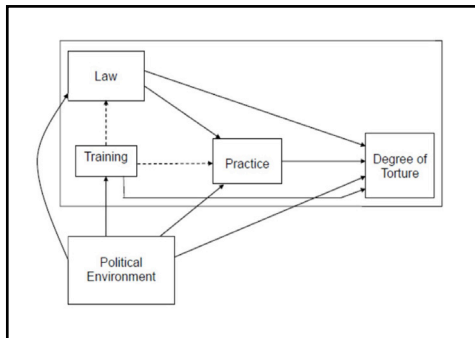 Law
Training
Practice
Degree of
Torture
Political
Environment